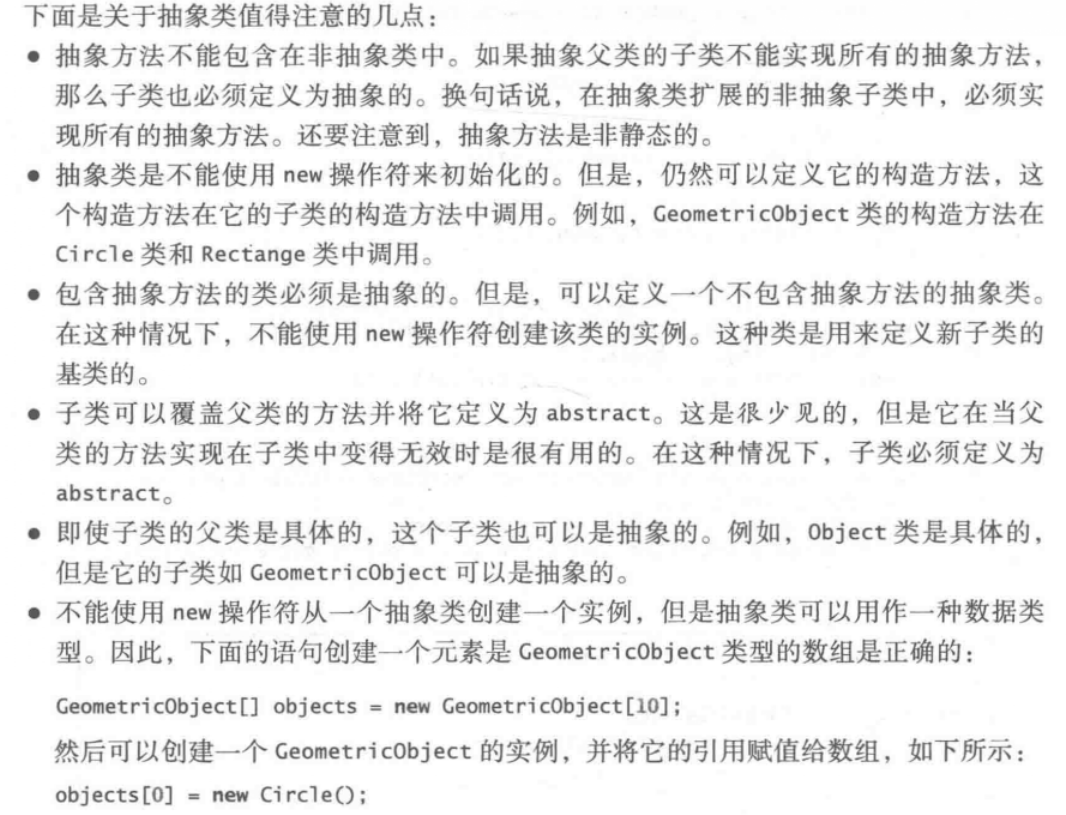 下面是关于抽象类值得注意的几点：
● 抽象方法不能包含在非抽象类中。如果抽象父类的子类不能实现所有的抽象方法，
那么子类也必须定义为抽象的。换句话说，在抽象类扩展的非抽象子类中，必须实
现所有的抽象方法。还要注意到，抽象方法是非静态的。
● 抽象类是不能使用 new 操作符来初始化的。但是，仍然可以定义它的构造方法，这
个构造方法在它的子类的构造方法中调用。例如，GeometricObject 类的构造方法在
Circle 类和 Rectange 类中调用。
● 包含抽象方法的类必须是抽象的。但是，可以定义一个不包含抽象方法的抽象类。
在这种情况下，不能使用 new 操作符创建该类的实例。这种类是用来定义新子类的
基类的。
● 子类可以覆盖父类的方法并将它定义为 abstract。这是很少见的，但是它在当父
类的方法实现在子类中变得无效时是很有用的。在这种情况下，子类必须定义为
abstract。
● 即使子类的父类是具体的，这个子类也可以是抽象的。例如，Object 类是具体的，
但是它的子类如 GeometricObject 可以是抽象的。
● 不能使用 new 操作符从一个抽象类创建一个实例，但是抽象类可以用作一种数据类
型。因此，下面的语句创建一个元素是 GeometricObject 类型的数组是正确的：
GeometricObject[] objects = new GeometricObject[10];
然后可以创建一个 GeometricObject 的实例，并将它的引用赋值给数组，如下所示：
objects[0] = new Circle();